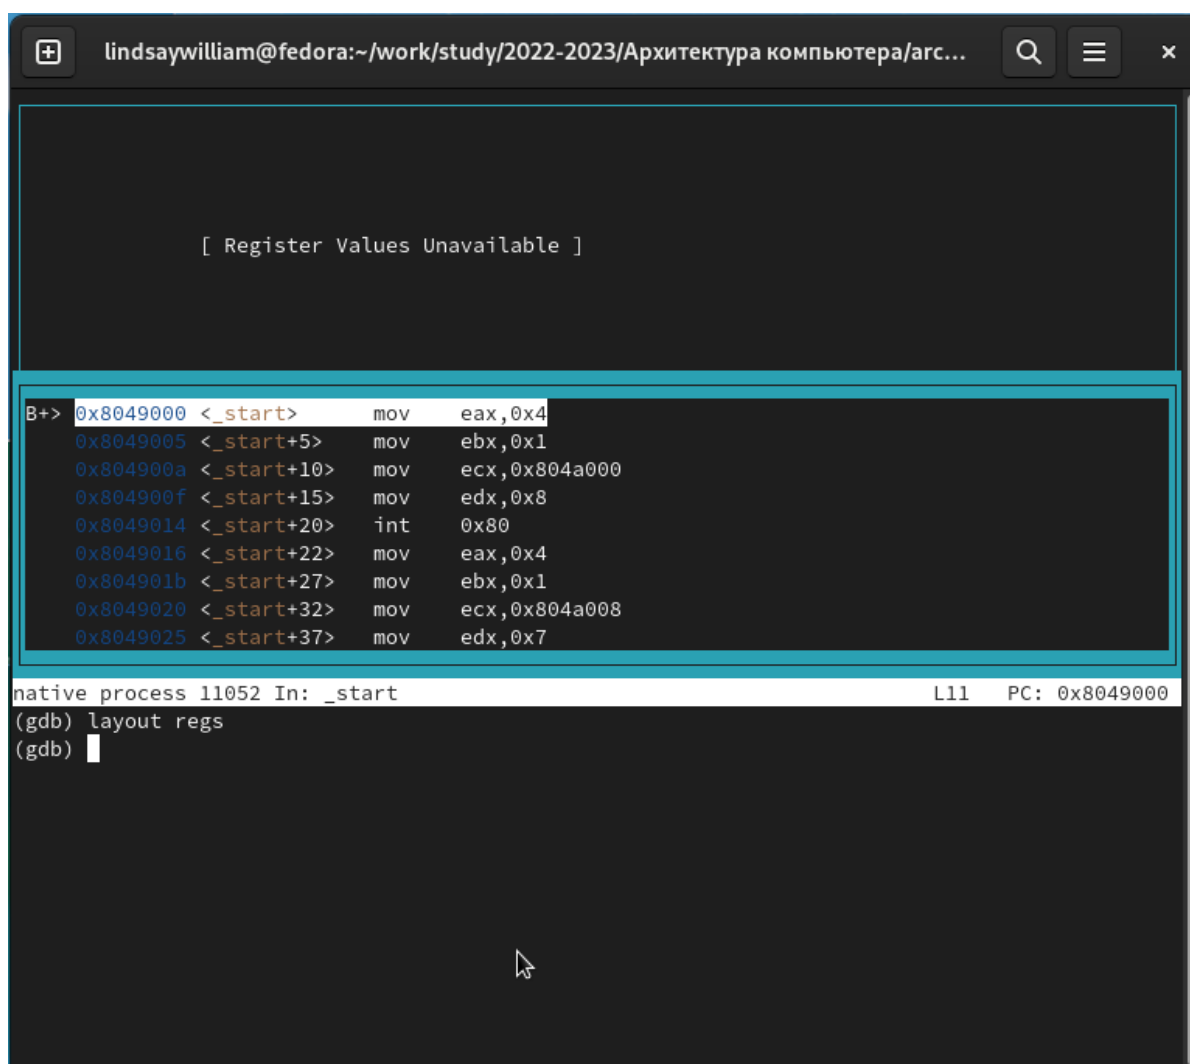 lindsaywilliam@fedora:~/work/study/2022-2023/Архитектура компьютера/arc...
[ Register Values Unavailable ]
B+> 0x8049000 <_start> mov eax,0x4
0x8049005 <_start+5> mov ebx,0x1
0x804900a <_start+10> mov ecx,0x804a000
0x804900f <_start+15> mov edx,0x8
0x8049014 <_start+20> int 0x80
0x8049016 <_start+22> mov eax,0x4
0x804901b <_start+27> mov ebx,0x1
0x8049020 <_start+32> mov ecx,0x804a008
0x8049025 <_start+37> mov edx,0x7
native process 11052 In: _start L11 PC: 0x8049000
(gdb) layout regs
(gdb)